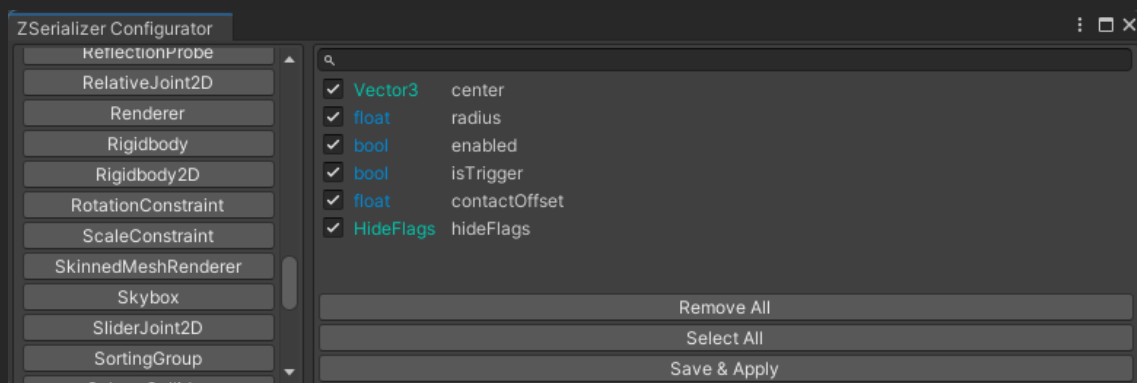 ZSerializer Configurator
ReflectionProbe
RelativeJoint2D
Renderer
Rigidbody
Rigidbody2D
RotationConstraint
ScaleConstraint
SkinnedMeshRenderer
Skybox
SliderJoint2D
SortingGroup
Vector3 center
float radius
bool enabled
bool isTrigger
float contactOffset
HideFlags hideFlags
Remove All
Select All
Save & Apply